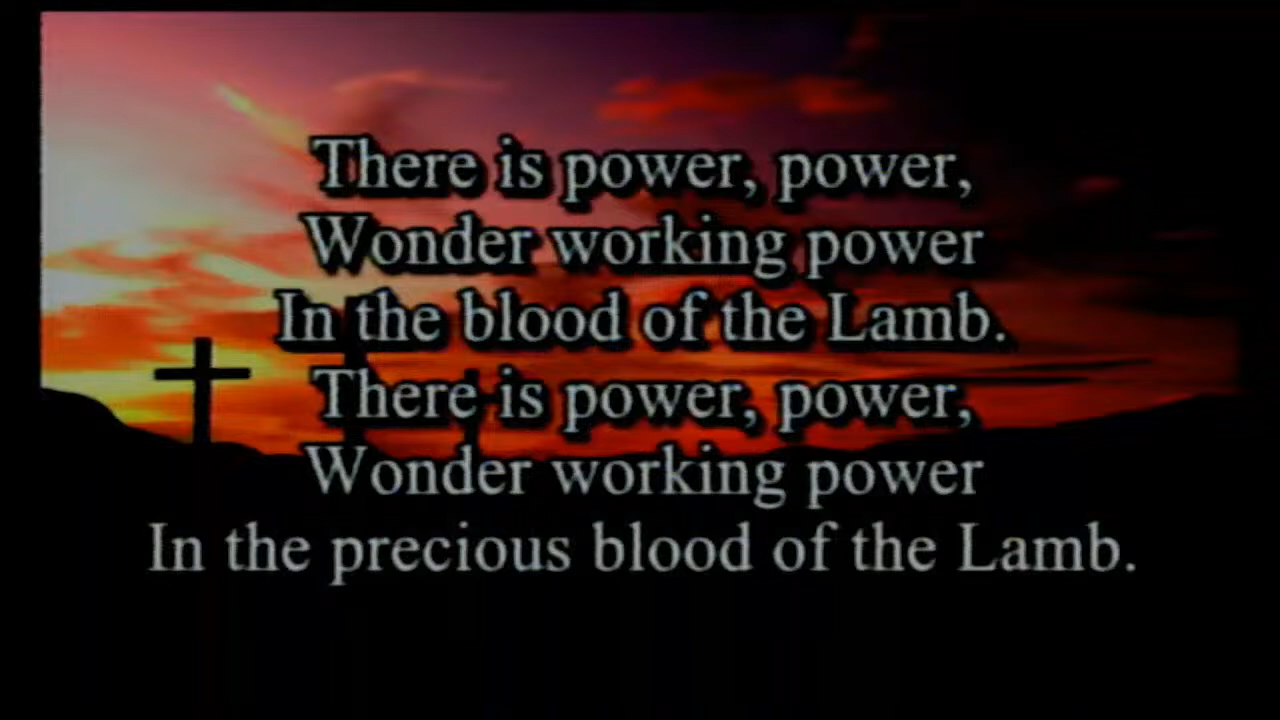 There is power, power,
Wonder working power
In the blood of the Lamb.
There is power, power,
Wonder working power
In the precious blood of the Lamb.